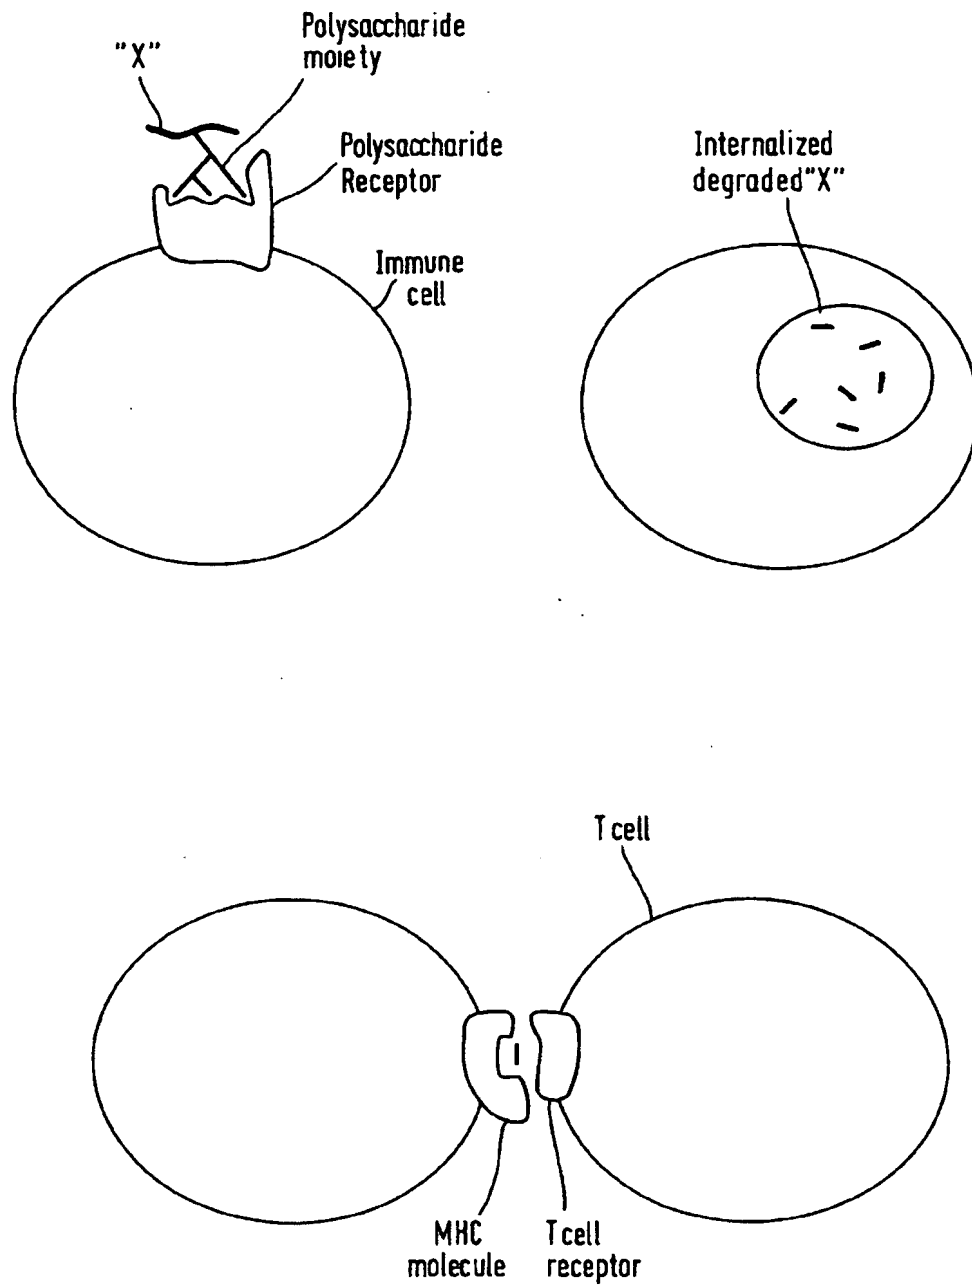 "X"
Polysaccharide
moiety
Polysaccharide
Receptor
Immune
cell
Internalized
degraded "X"
T cell
MHC
molecule
T cell
receptor